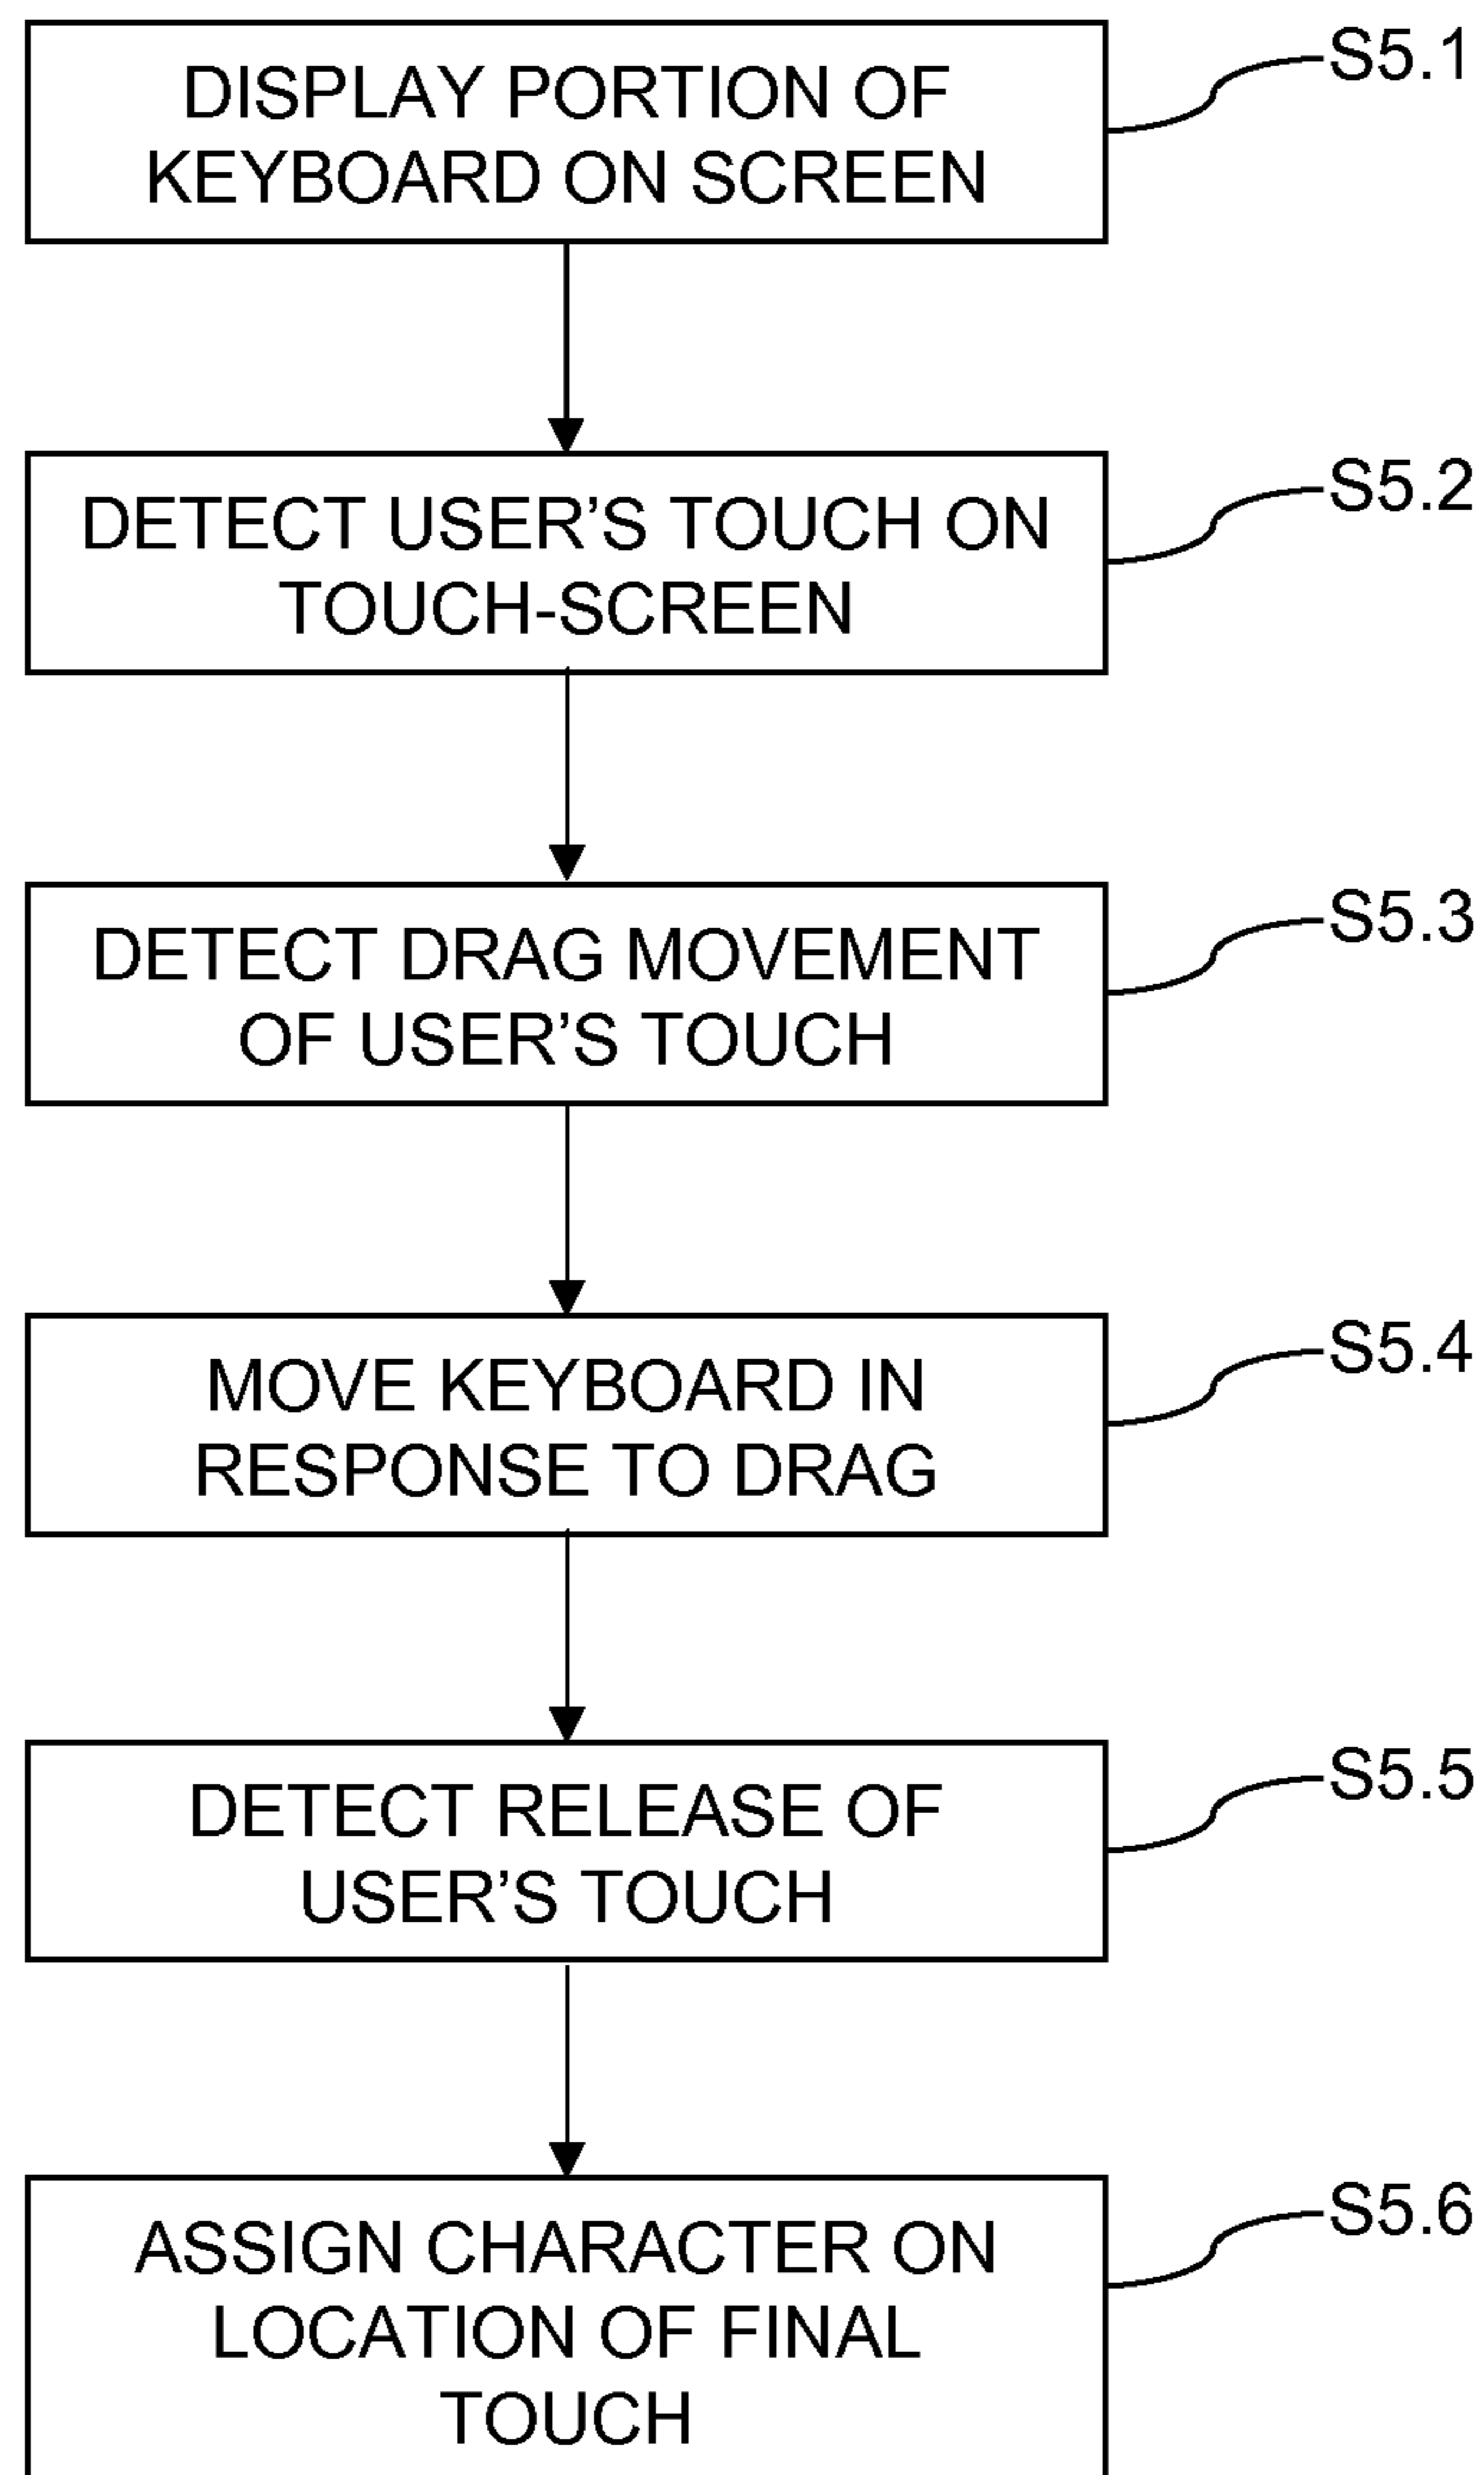 DISPLAY PORTION OF
KEYBOARD ON SCREEN
S5.1
DETECT USER’S TOUCH ON
TOUCH-SCREEN
S5.2
DETECT DRAG MOVEMENT
OF USER’S TOUCH
S5.3
MOVE KEYBOARD IN
RESPONSE TO DRAG
S5.4
DETECT RELEASE OF
USER’S TOUCH
S5.5
ASSIGN CHARACTER ON
LOCATION OF FINAL
TOUCH
S5.6